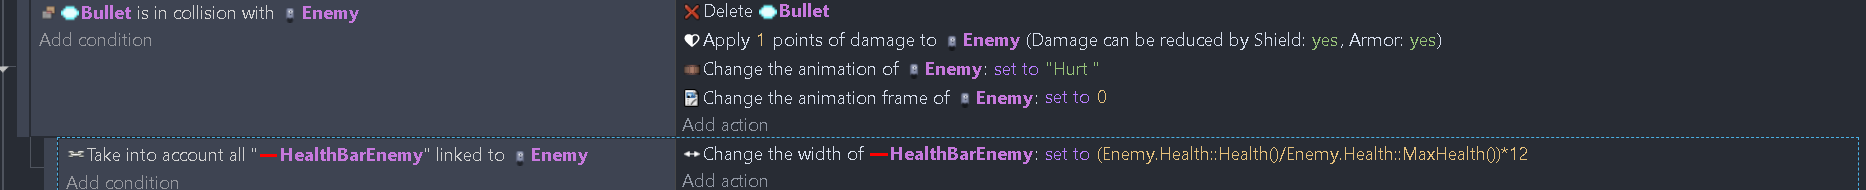 Bullet is in collision with Enemy
Add condition
Delete Bullet
Apply 1 points of damage to Enemy (Damage can be reduced by Shield: yes, Armor: yes)
Change the animation of Enemy: set to "Hurt "
Change the animation frame of Enemy: set to 0
Add action
Take into account all "HealthBarEnemy" linked to Enemy
Add condition
Change the width of HealthBarEnemy: set to (Enemy.Health::Health()/Enemy.Health::MaxHealth())*12
Add action